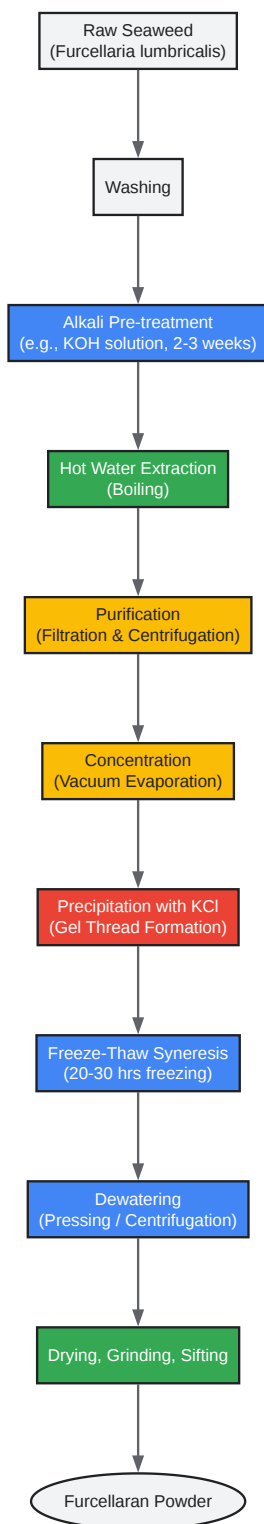 Raw Seaweed
(Furcellaria lumbricalis)
Washing
Alkali Pre-treatment
(e.g., KOH solution, 2-3 weeks)
Hot Water Extraction
(Boiling)
Purification
(Filtration & Centrifugation)
Concentration
(Vacuum Evaporation)
Precipitation with KCl
(Gel Thread Formation)
Freeze-Thaw Syneresis
(20-30 hrs freezing)
Dewatering
(Pressing / Centrifugation)
Drying, Grinding, Sifting
Furcellaran Powder